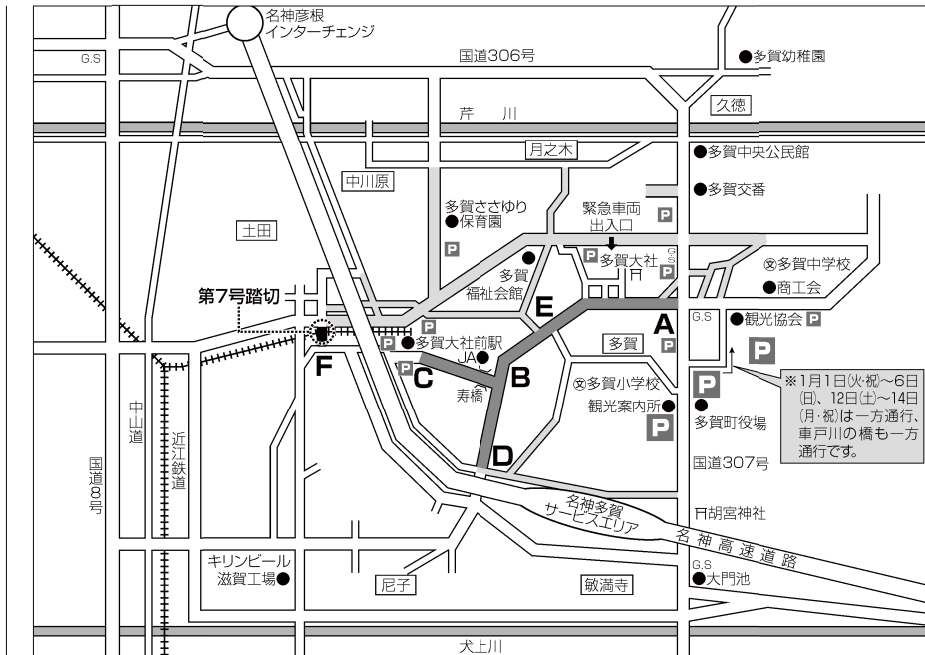 名神彦根
インターチェンジ
G.S
国道306号
多賀幼稚園
久徳
芹 川
月之木
多賀中央公民館
中川原
多賀交番
多賀ささゆり
保育園
緊急車両
出入口
P
P
土田
P
P
G.S
多賀大社
多賀
福祉会館
文多賀中学校
商工会
第7号踏切
E
A
G.S
観光協会 P
P
多賀大社前駅
P
JA
多賀
P
P
F
C
P
B
寿橋
文多賀小学校
観光案内所
P
P
多賀町役場
※1月1日(火・祝)〜6日
(日)、12日(土)〜14日
(月・祝)は一方通行、
車戸川の橋も一方
通行です。
中山道
近江鉄道
国道8号
D
国道307号
名神多賀
サービスエリア
胡宮神社
名神高速道路
キリンビール
滋賀工場
尼子
敏満寺
G.S
大門池
犬上川